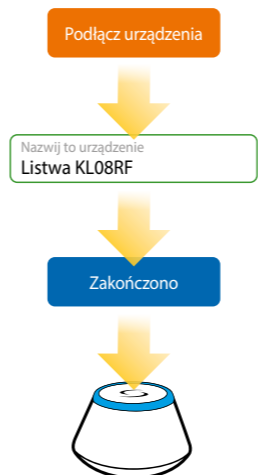 Podłącz urządzenia
Nazwij to urządzenie
Listwa KL08RF
Zakończono